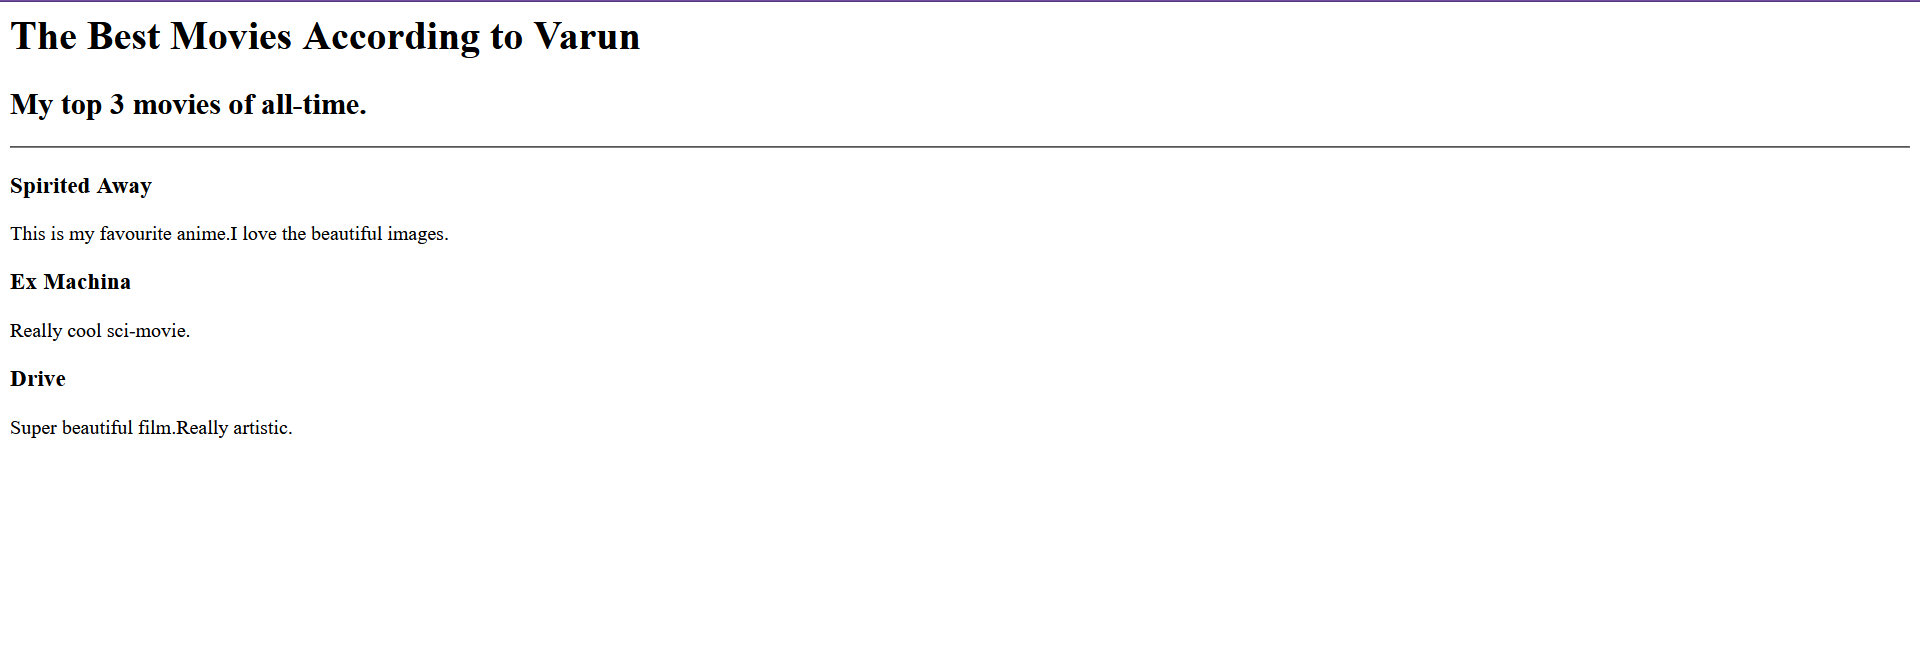 The Best Movies According to Varun
My top 3 movies of all-time.
Spirited Away
This is my favourite anime.I love the beautiful images.
Ex Machina
Really cool sci-movie.
Drive
Super beautiful film.Really artistic.